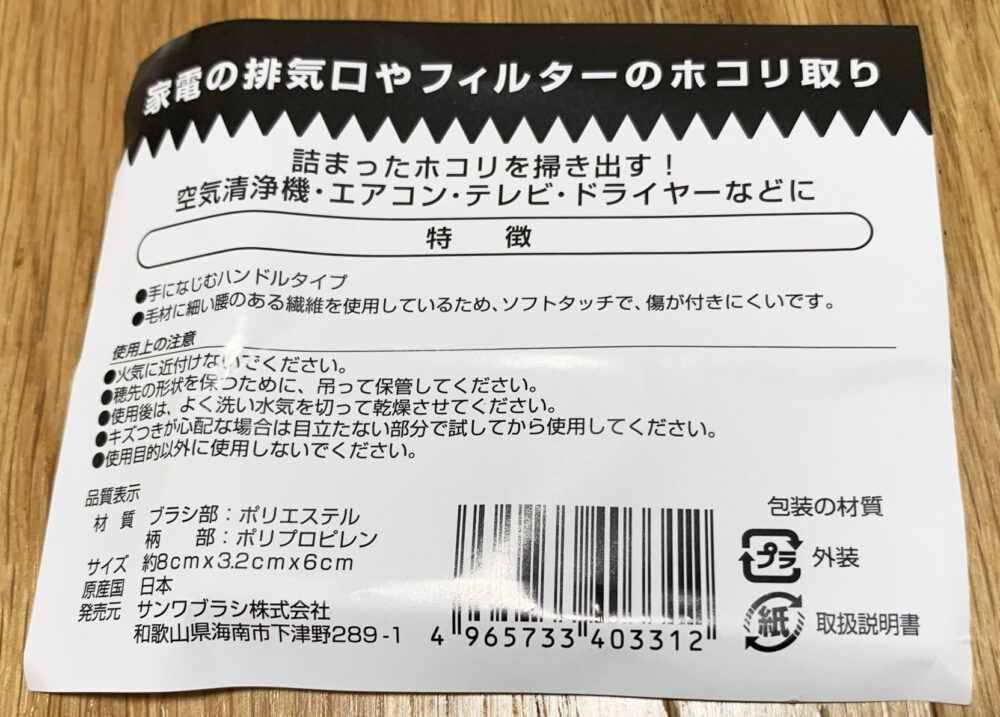 家電の排気口やフィルターのホコリ取り
詰まったホコリを掃き出す！
空気清浄機・エアコン・テレビ・ドライヤーなどに
特 徴
●手になじむハンドルタイプ
●毛材に細い腰のある繊維を使用しているため、ソフトタッチで、傷が付きにくいです。
使用上の注意
●火気に近付けないでください。
●穂先の形状を保つために、吊って保管してください。
●使用後は、よく洗い水気を切って乾燥させてください。
●キズつきが心配な場合は目立たない部分で試してから使用してください。
●使用目的以外に使用しないでください。
品質表示
材 質 ブラシ部：ポリエステル
柄 部：ポリプロピレン
サイズ 約8cmx3.2cmx6cm
原産国 日本
発売元 サンワブラシ株式会社
和歌山県海南市下津野289-1
4 965733 403312
包装の材質
プラ 外装
紙 取扱説明書